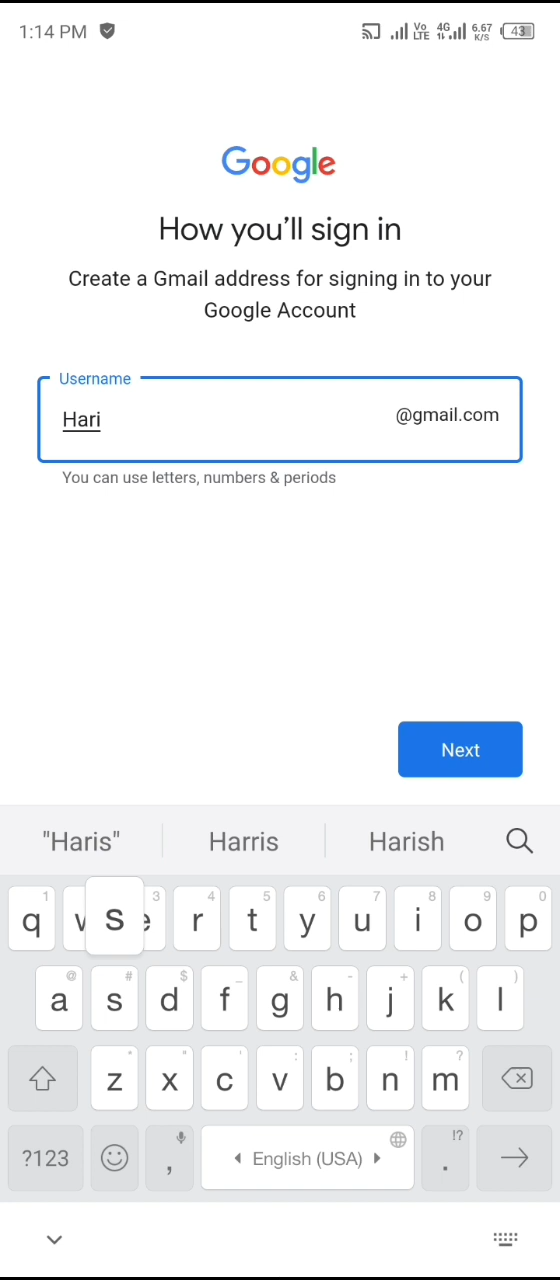 1:14 PM
Vo LTE 4G 6.67 K/S 43
Google
How you'll sign in
Create a Gmail address for signing in to your
Google Account
Username
Hari @gmail.com
You can use letters, numbers & periods
Next
"Haris" Harris Harish
1 3 4 5 6 7 8 9 0
q w s e r t y u i o p
@ # $ _ & - + ( )
a s d f g h j k l
* " ' : ; ! ?
z x c v b n m
!?
?123 , English (USA) .